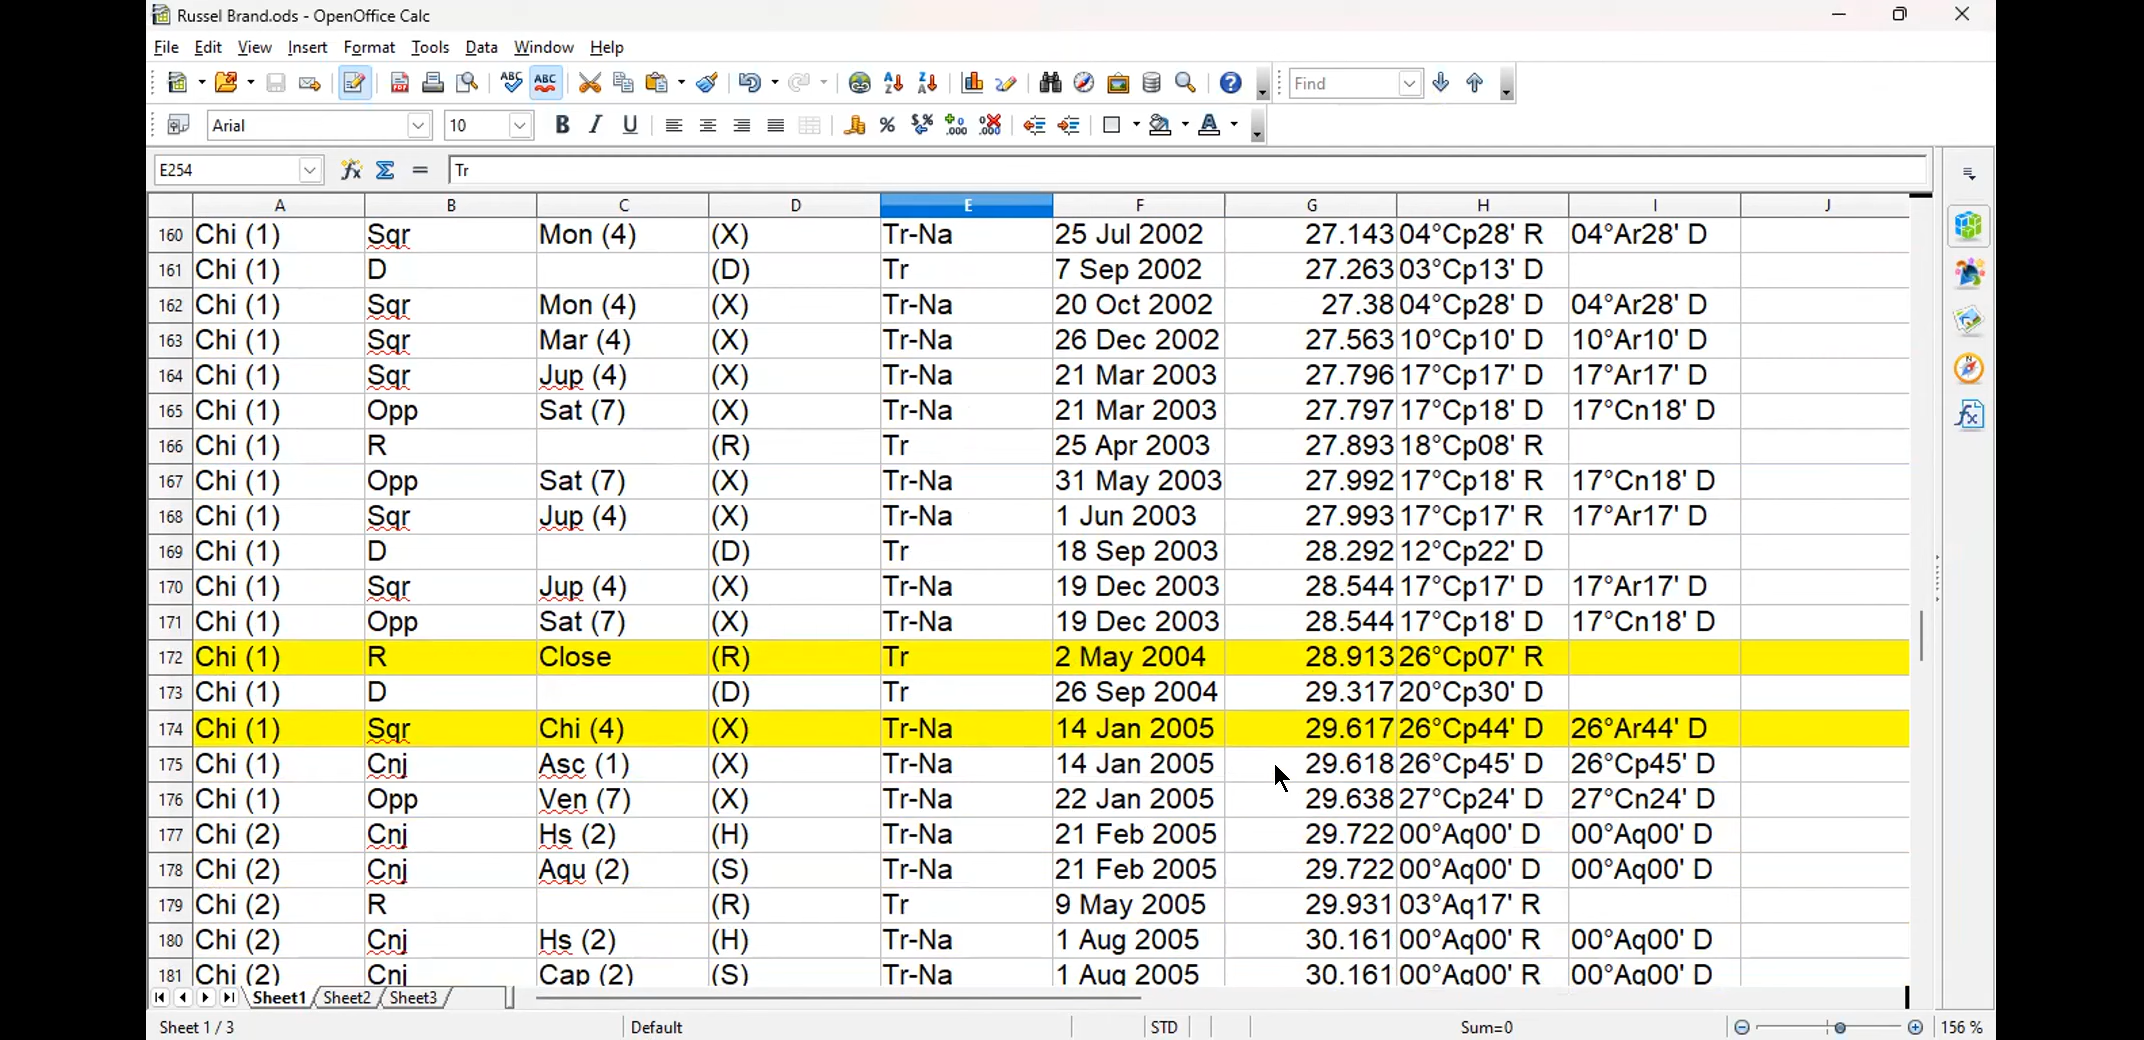 Russel Brand.ods - OpenOffice Calc
File Edit View Insert Format Tools Data Window Help
Find
Arial 10
E254 = Tr
A B C D E F G H I J
160 Chi (1) Sqr Mon (4) (X) Tr-Na 25 Jul 2002 27.143 04°Cp28' R 04°Ar28' D
161 Chi (1) D (D) Tr 7 Sep 2002 27.263 03°Cp13' D
162 Chi (1) Sqr Mon (4) (X) Tr-Na 20 Oct 2002 27.38 04°Cp28' D 04°Ar28' D
163 Chi (1) Sqr Mar (4) (X) Tr-Na 26 Dec 2002 27.563 10°Cp10' D 10°Ar10' D
164 Chi (1) Sqr Jup (4) (X) Tr-Na 21 Mar 2003 27.796 17°Cp17' D 17°Ar17' D
165 Chi (1) Opp Sat (7) (X) Tr-Na 21 Mar 2003 27.797 17°Cp18' D 17°Cn18' D
166 Chi (1) R (R) Tr 25 Apr 2003 27.893 18°Cp08' R
167 Chi (1) Opp Sat (7) (X) Tr-Na 31 May 2003 27.992 17°Cp18' R 17°Cn18' D
168 Chi (1) Sqr Jup (4) (X) Tr-Na 1 Jun 2003 27.993 17°Cp17' R 17°Ar17' D
169 Chi (1) D (D) Tr 18 Sep 2003 28.292 12°Cp22' D
170 Chi (1) Sqr Jup (4) (X) Tr-Na 19 Dec 2003 28.544 17°Cp17' D 17°Ar17' D
171 Chi (1) Opp Sat (7) (X) Tr-Na 19 Dec 2003 28.544 17°Cp18' D 17°Cn18' D
172 Chi (1) R Close (R) Tr 2 May 2004 28.913 26°Cp07' R
173 Chi (1) D (D) Tr 26 Sep 2004 29.317 20°Cp30' D
174 Chi (1) Sqr Chi (4) (X) Tr-Na 14 Jan 2005 29.617 26°Cp44' D 26°Ar44' D
175 Chi (1) Cnj Asc (1) (X) Tr-Na 14 Jan 2005 29.618 26°Cp45' D 26°Cp45' D
176 Chi (1) Opp Ven (7) (X) Tr-Na 22 Jan 2005 29.638 27°Cp24' D 27°Cn24' D
177 Chi (2) Cnj Hs (2) (H) Tr-Na 21 Feb 2005 29.722 00°Aq00' D 00°Aq00' D
178 Chi (2) Cnj Aqu (2) (S) Tr-Na 21 Feb 2005 29.722 00°Aq00' D 00°Aq00' D
179 Chi (2) R (R) Tr 9 May 2005 29.931 03°Aq17' R
180 Chi (2) Cnj Hs (2) (H) Tr-Na 1 Aug 2005 30.161 00°Aq00' R 00°Aq00' D
181 Chi (2) Cnj Cap (2) (S) Tr-Na 1 Aug 2005 30.161 00°Aq00' R 00°Aq00' D
Sheet1 Sheet2 Sheet3
Sheet 1 / 3 Default STD Sum=0 156 %